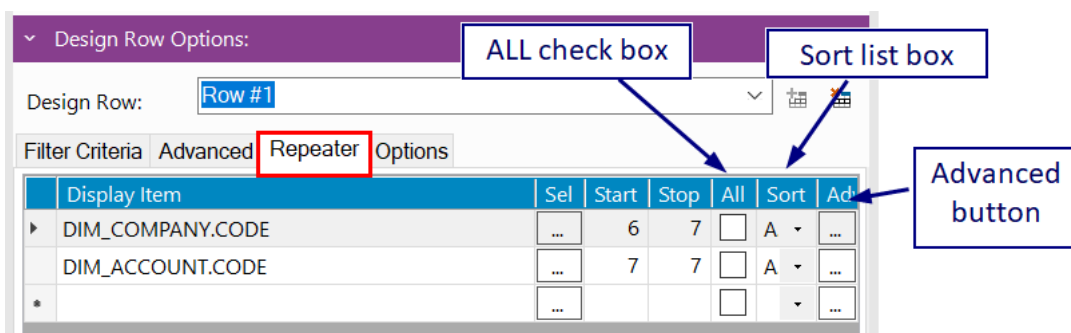 Design Row Options:
ALL check box
Sort list box
Design Row:
Row #1
Filter Criteria Advanced Repeater Options
Display Item Sel Start Stop All Sort Ad
DIM_COMPANY.CODE ... 6 7 A ...
Advanced
button
DIM_ACCOUNT.CODE ... 7 7 A ...
* ... ...